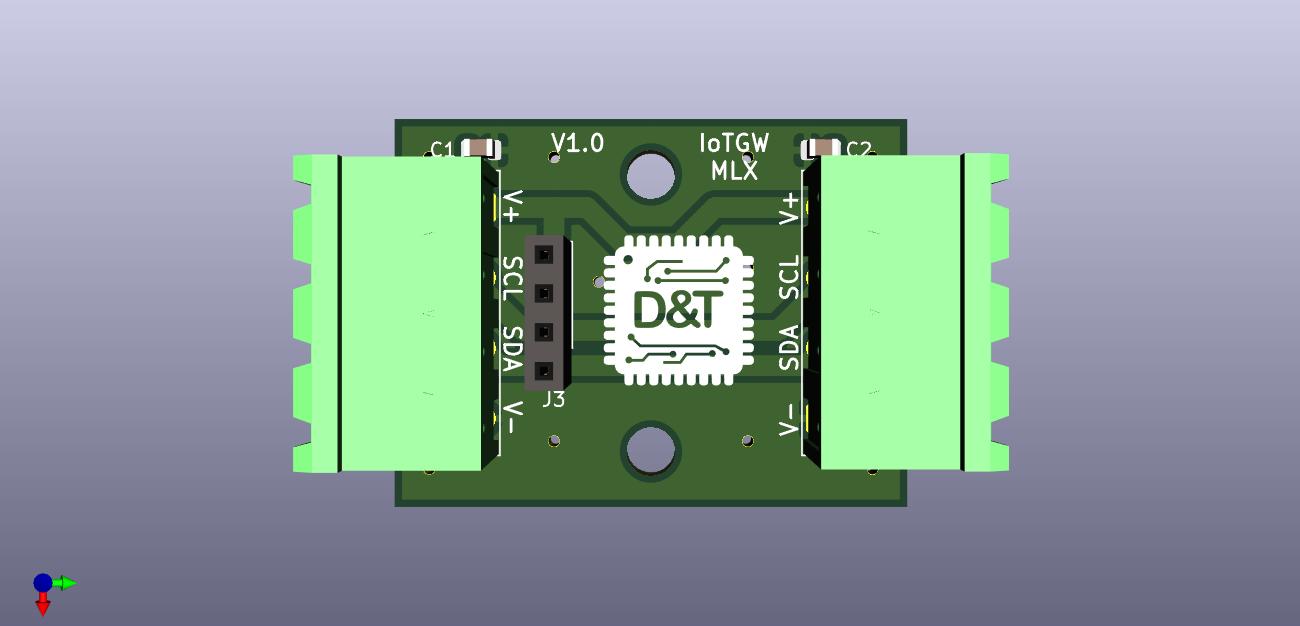 C1
V1.0
IoTGW
MLX
C2
V+
SCL
SDA
V-
V+
SCL
SDA
V-
D&T
J3